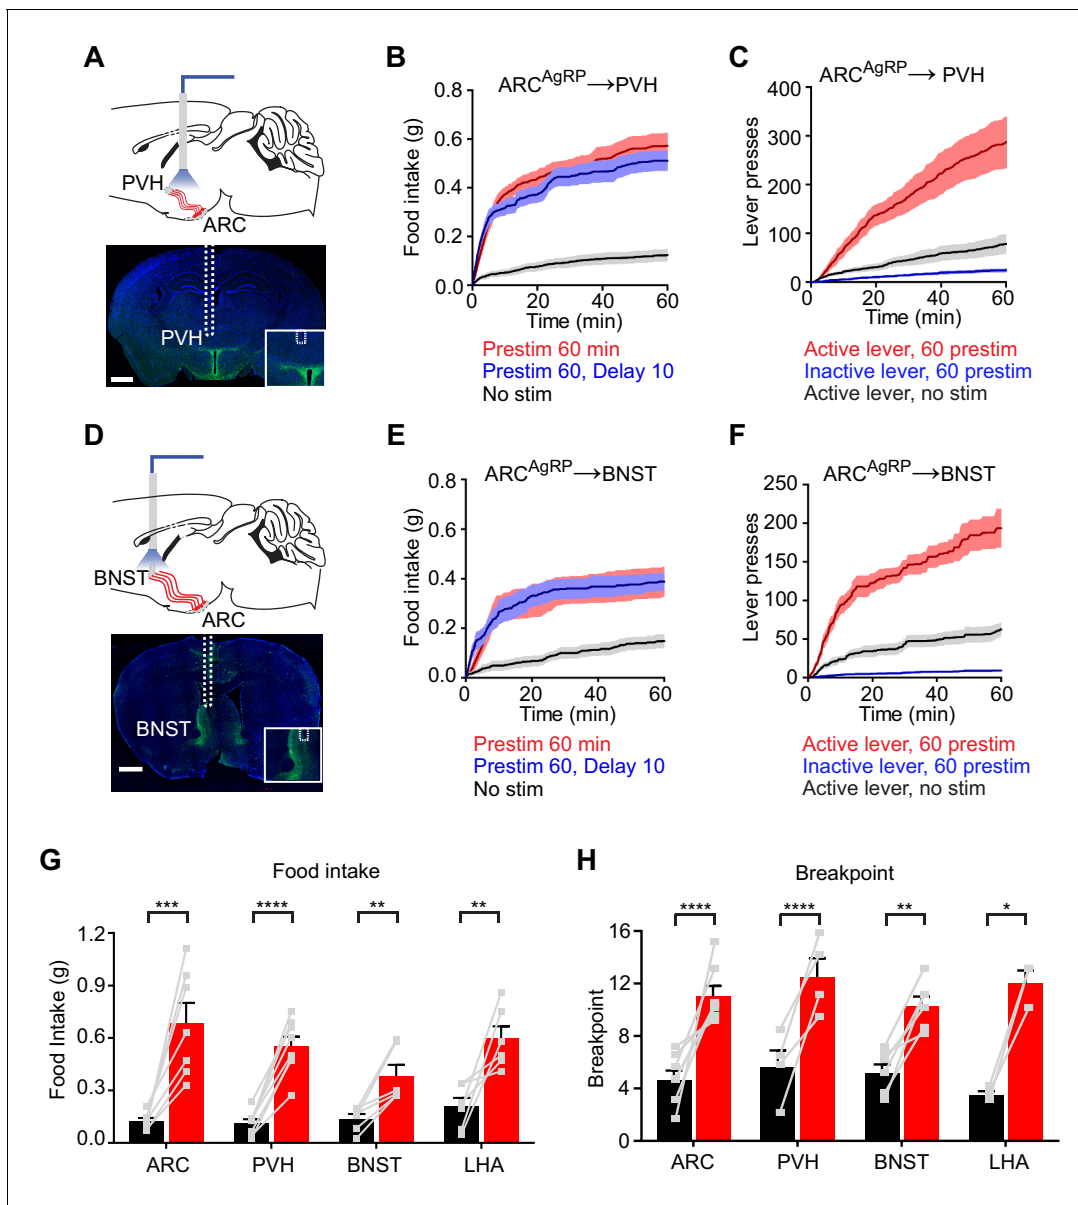 A
PVH
ARC
PVH
B
ARC^AgRP→PVH
Food intake (g)
0.8
0.6
0.4
0.2
0.0
0
20
40
60
Time (min)
Prestim 60 min
Prestim 60, Delay 10
No stim
C
ARC^AgRP→ PVH
Lever presses
400
300
200
100
0
0
20
40
60
Time (min)
Active lever, 60 prestim
Inactive lever, 60 prestim
Active lever, no stim
D
BNST
ARC
BNST
E
ARC^AgRP→BNST
Food intake (g)
0.8
0.6
0.4
0.2
0.0
0
20
40
60
Time (min)
Prestim 60 min
Prestim 60, Delay 10
No stim
F
ARC^AgRP→BNST
Lever presses
250
200
150
100
50
0
0
20
40
60
Time (min)
Active lever, 60 prestim
Inactive lever, 60 prestim
Active lever, no stim
G
Food intake
*** **** ** **
Food Intake (g)
1.2
0.9
0.6
0.3
0.0
ARC PVH BNST LHA
H
Breakpoint
**** **** ** *
Breakpoint
16
12
8
4
0
ARC PVH BNST LHA